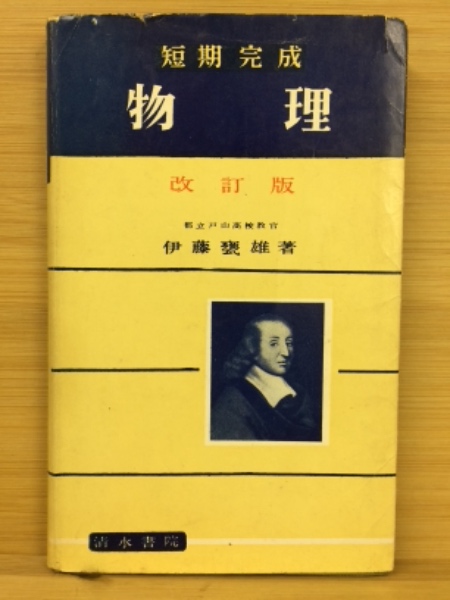 短期完成
物理
改訂版
都立戸山高校教官
伊藤甕雄著
清水書院